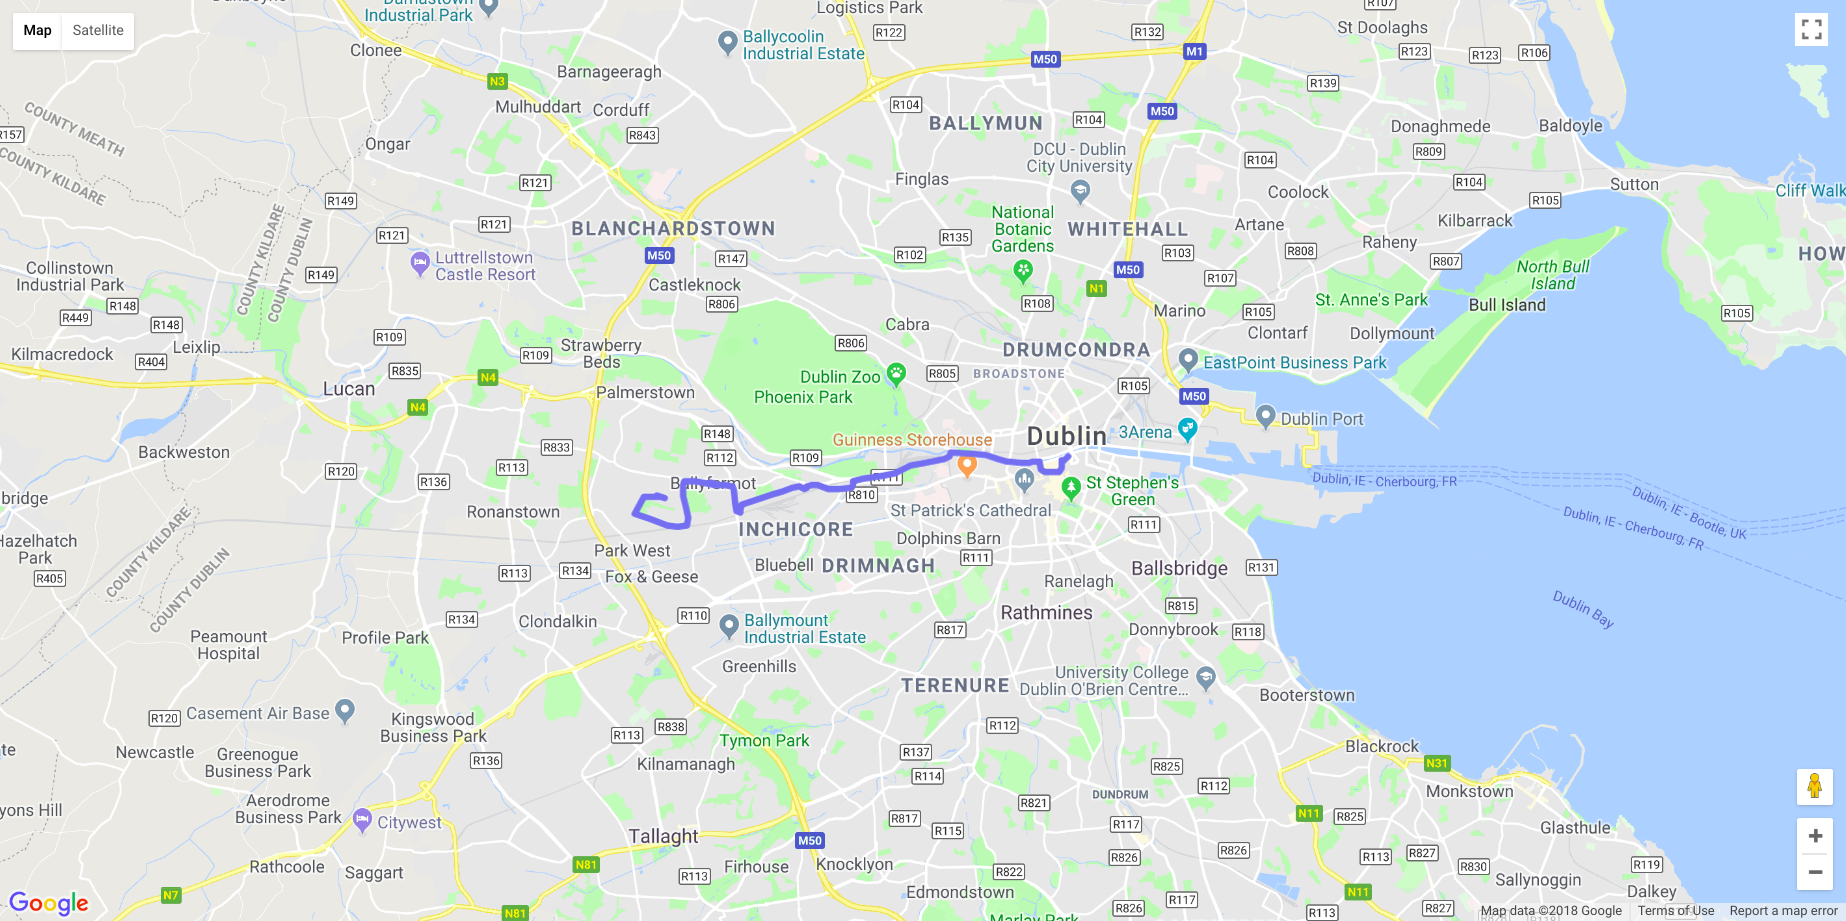 Map Satellite
Dunboyne
Damastown
Industrial Park
Logistics Park
R107
St Doolaghs
Clonee
R122
R132
Ballycoolin
Industrial Estate
M50
M1
R123
R123
R106
Barnageeragh
N3
R139
Mulhuddart
Corduff
R104
M50
COUNTY MEATH
R157
COUNTY KILDARE
BALLYMUN
R104
Donaghmede
Baldoyle
R843
Ongar
DCU - Dublin
City University
R809
R104
Finglas
R121
Coolock
R104
Sutton
Cliff Walk
R149
R105
National
Botanic
Gardens
Artane
Kilbarrack
R121
BLANCHARDSTOWN
WHITEHALL
COUNTY KILDARE
COUNTY DUBLIN
R121
R135
R103
R808
Raheny
HOW
M50
R147
R102
Luttrellstown
Castle Resort
R807
North Bull
Island
Collinstown
Industrial Park
R149
Castleknock
M50
R107
N1
R148
R806
R108
St. Anne's Park
Bull Island
R449
R148
Marino
R105
R105
Cabra
Clontarf
Dollymount
Leixlip
R109
Strawberry
Beds
R806
DRUMCONDRA
Kilmacredock
R404
R109
EastPoint Business Park
R835
N4
Dublin Zoo
R805
BROADSTONE
Lucan
Palmerstown
Phoenix Park
R105
M50
N4
Dublin Port
R148
Guinness Storehouse
Dublin
3Arena
Backweston
R833
R112
R109
R120
R113
R111
Dublin, IE - Cherbourg, FR
R136
Ballyfermot
R810
St Stephen's
Green
bridge
Ronanstown
St Patrick's Cathedral
Dublin, IE - Bootle, UK
R111
Dublin, IE - Cherbourg, FR
INCHICORE
Hazelhatch
Park
COUNTY KILDARE
COUNTY DUBLIN
Park West
Dolphins Barn
R111
Bluebell
DRIMNAGH
Ballsbridge
R131
R405
R113
R134
Fox & Geese
Ranelagh
Dublin Bay
R815
R110
Rathmines
R134
Clondalkin
Ballymount
Industrial Estate
Peamount
Hospital
Profile Park
R817
Donnybrook
R118
Greenhills
University College
Dublin O'Brien Centre...
TERENURE
Booterstown
Casement Air Base
R120
Kingswood
Business Park
R838
R112
R113
Tymon Park
Blackrock
Newcastle
Greenogue
Business Park
R137
R136
Kilnamanagh
R825
N31
R114
R112
Monkstown
DUNDRUM
Aerodrome
Business Park
R821
yons Hill
Citywest
R817
N11
R825
R117
Glasthule
R115
Tallaght
M50
R826
R826
R113
R827
R119
Rathcoole
N81
Firhouse
Knocklyon
R830
Saggart
R113
R822
Sallynoggin
N7
Edmondstown
N11
Dalkey
N81
R826
R113
R827
Marlay Park
Google
Map data ©2018 Google Terms of Use Report a map error